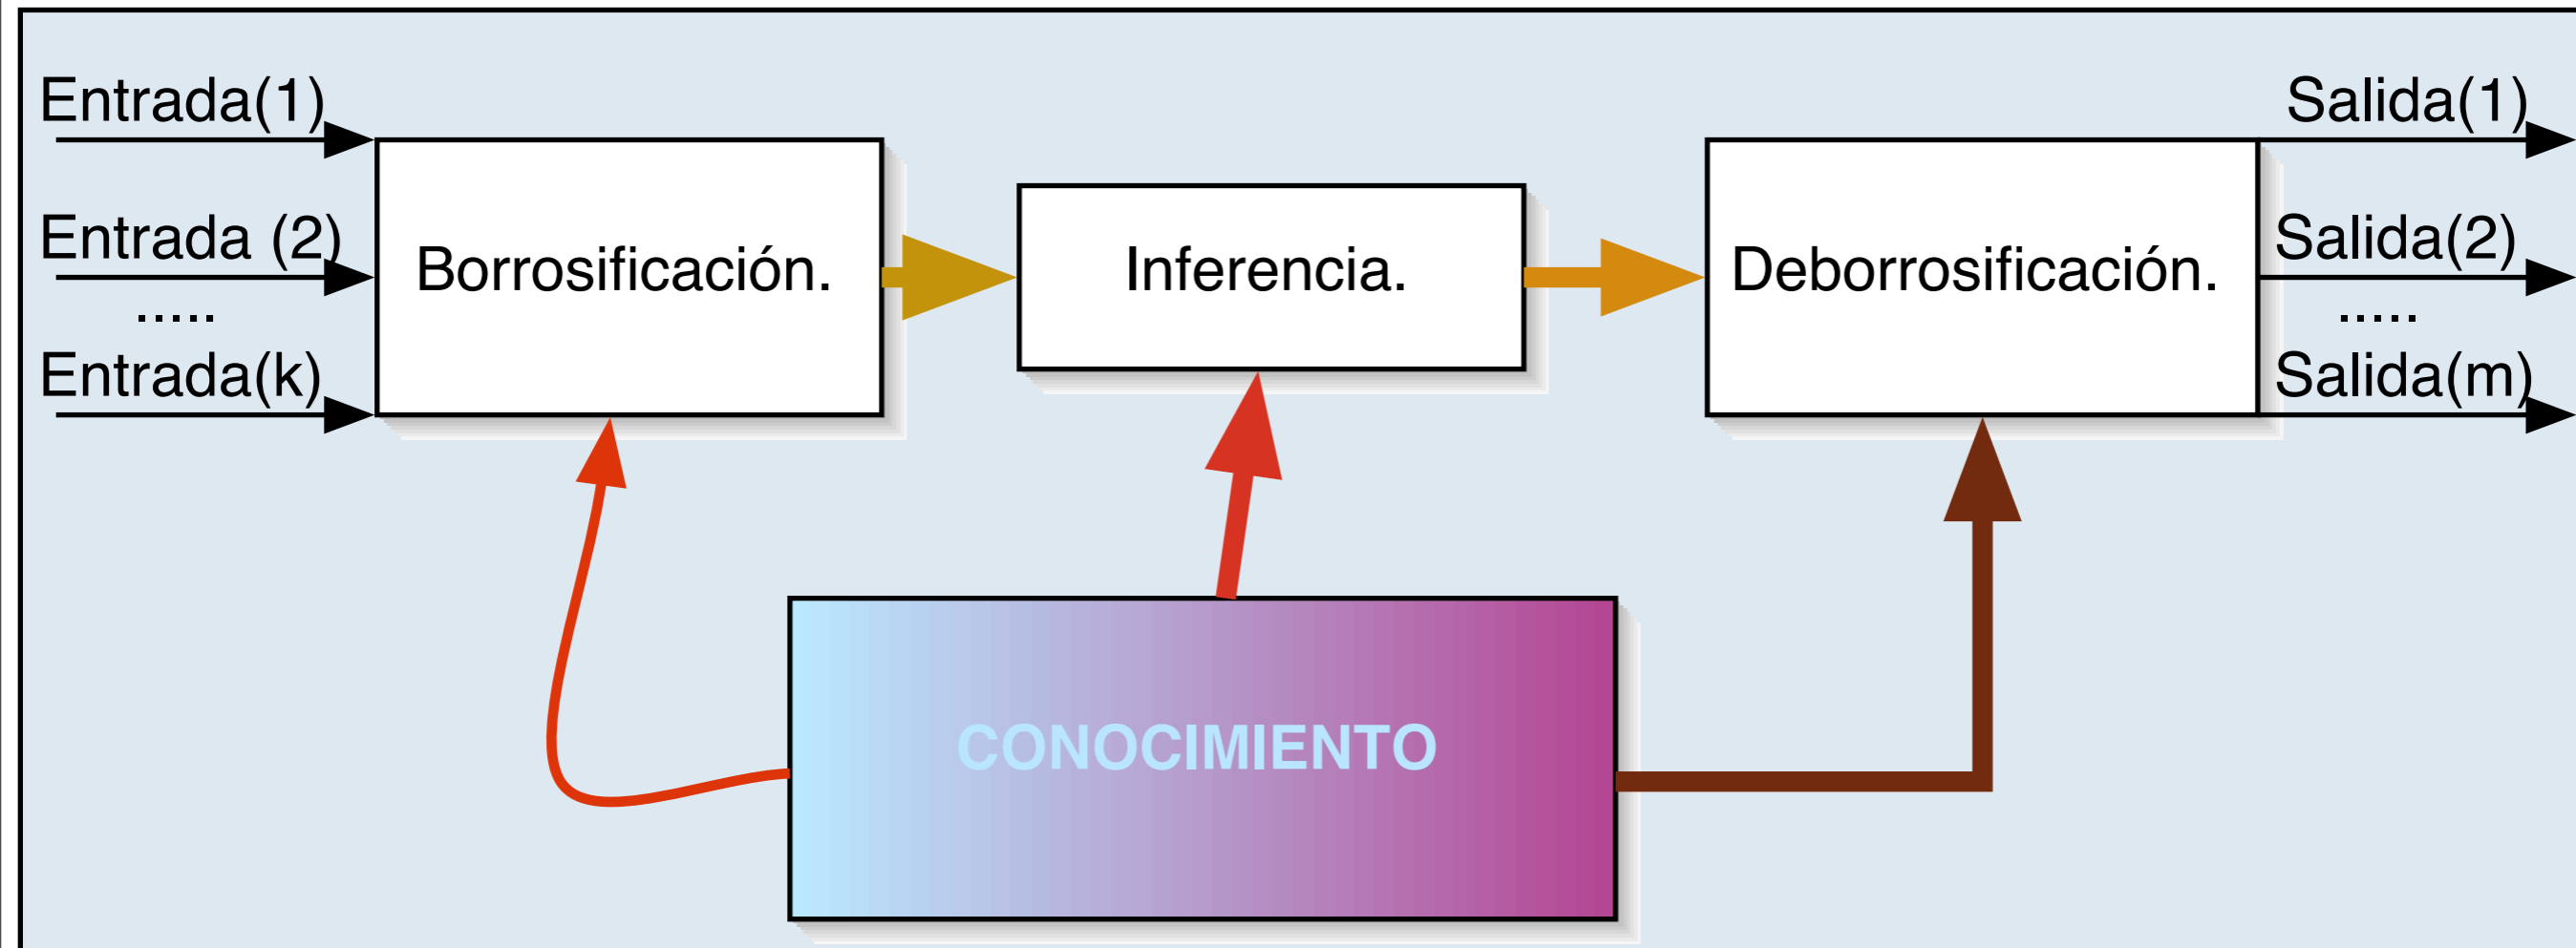 Entrada(1)
Entrada (2)
.....
Entrada(k)
Borrosificación.
Inferencia.
Deborrosificación.
Salida(1)
Salida(2)
.....
Salida(m)
CONOCIMIENTO